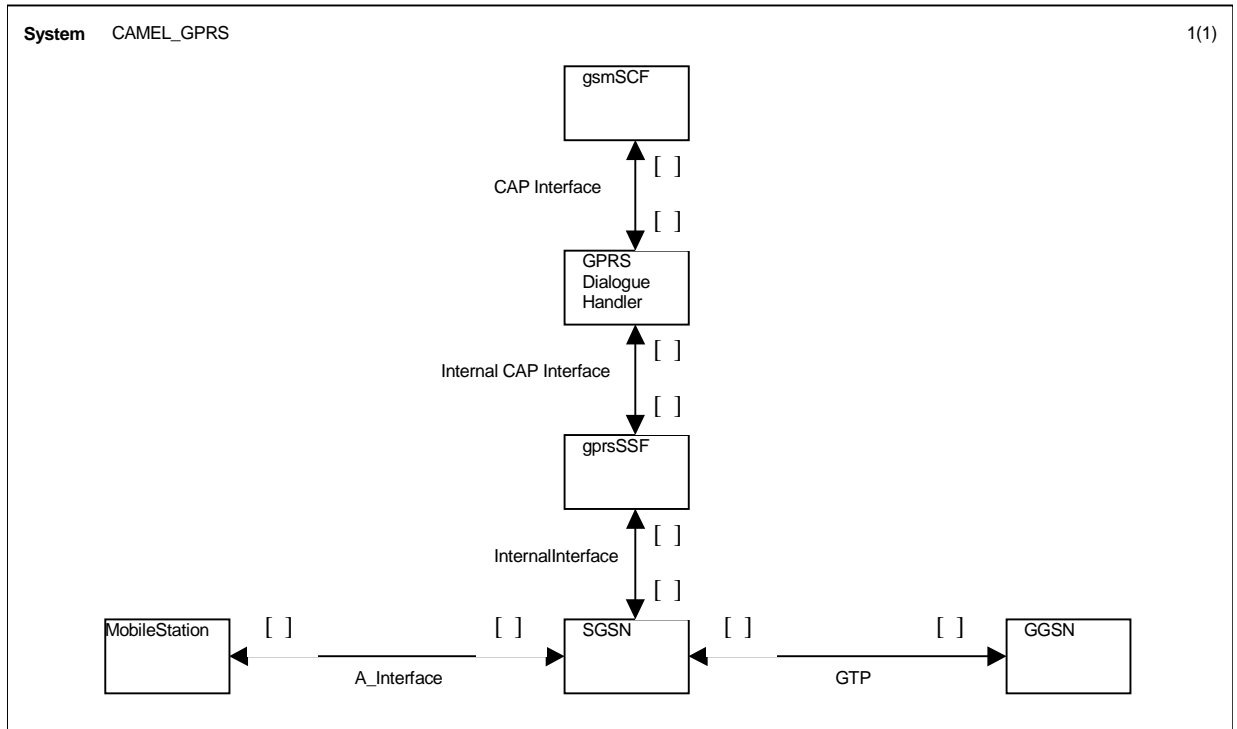 System CAMEL_GPRS 1(1)
gsmSCF
[ ]
CAP Interface
[ ]
GPRS
Dialogue
Handler
[ ]
Internal CAP Interface
[ ]
gprsSSF
[ ]
InternalInterface
[ ]
MobileStation [ ] [ ] SGSN [ ] [ ] GGSN
A_Interface GTP